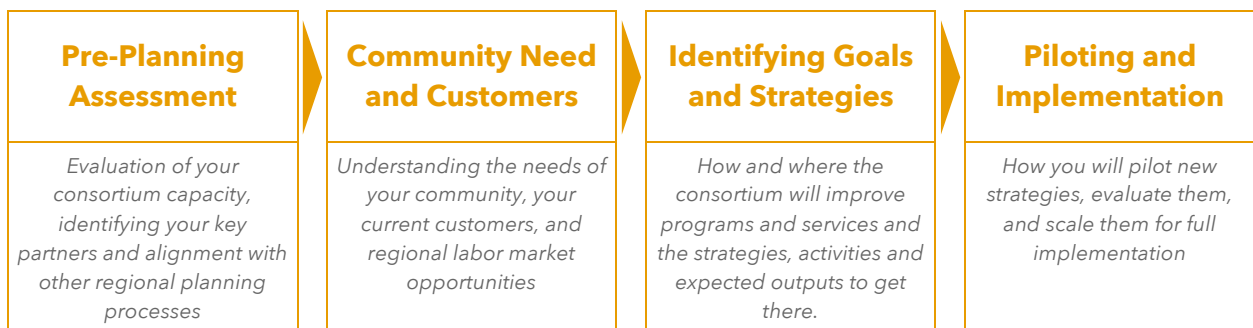 Pre-Planning
Assessment
Evaluation of your
consortium capacity,
identifying your key
partners and alignment with
other regional planning
processes
Community Need
and Customers
Understanding the needs of
your community, your
current customers, and
regional labor market
opportunities
Identifying Goals
and Strategies
How and where the
consortium will improve
programs and services and
the strategies, activities and
expected outputs to get
there.
Piloting and
Implementation
How you will pilot new
strategies, evaluate them,
and scale them for full
implementation